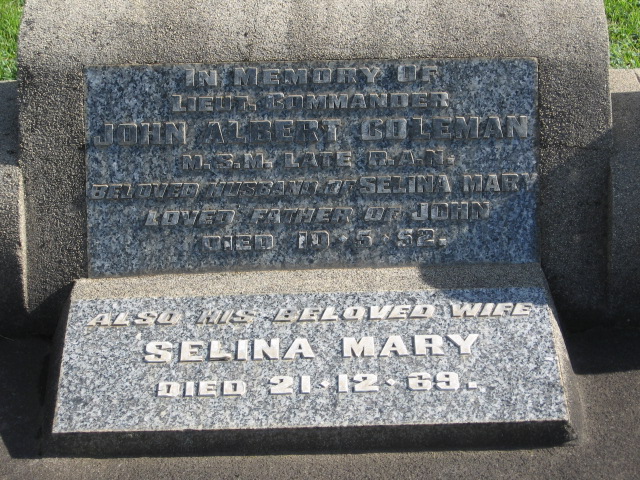 IN MEMORY OF
LIEUT. COMMANDER
JOHN ALBERT COLEMAN
M.S.M. LATE R.A.N.
BELOVED HUSBAND OF SELINA MARY
LOVED FATHER OF JOHN
DIED 10·5·52.
ALSO HIS BELOVED WIFE
SELINA MARY
DIED 21·12·69.